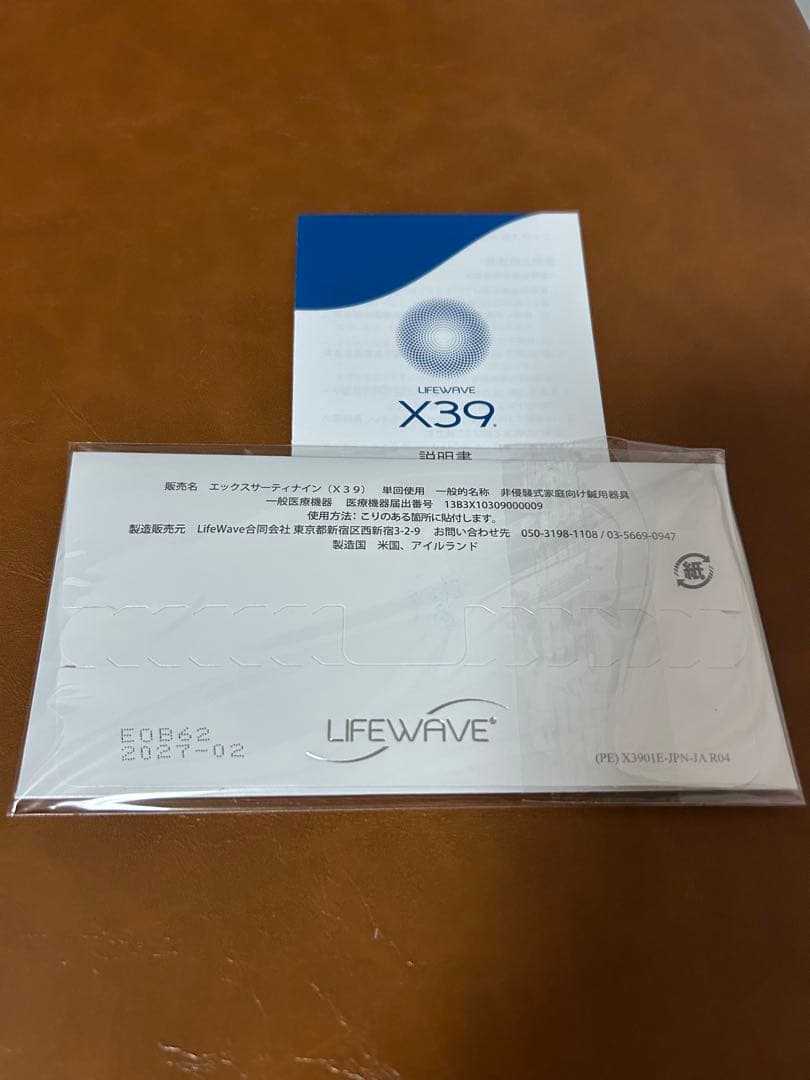 LIFEWAVE
X39®
説明書
販売名 エックスサーティナイン（X39） 単回使用 一般的名称 非侵襲式家庭向け鍼用器具
一般医療機器 医療機器届出番号 13B3X10309000009
使用方法：こりのある箇所に貼付します。
製造販売元 LifeWave合同会社 東京都新宿区西新宿3-2-9 お問い合わせ先 050-3198-1108 / 03-5669-0947
製造国 米国、アイルランド
紙
E0B62
2027-02
LIFEWAVE®
(PE) X3901E-JPN-JA R04